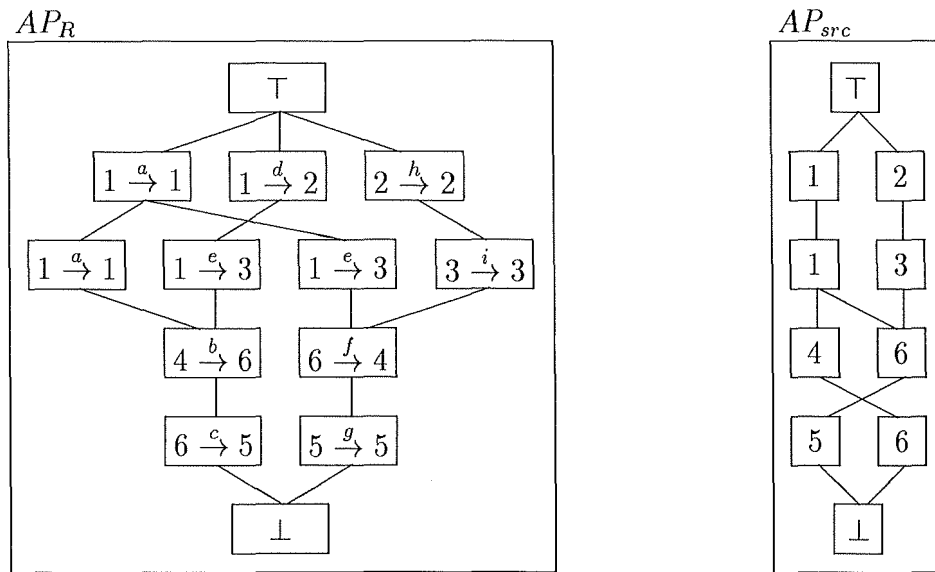 AP_R AP_src
⊤ ⊤
1 →a 1 1 →d 2 2 →h 2 1 2
1 →a 1 1 →e 3 1 →e 3 3 →i 3 1 3
4 →b 6 6 →f 4 4 6
6 →c 5 5 →g 5 5 6
⊥ ⊥